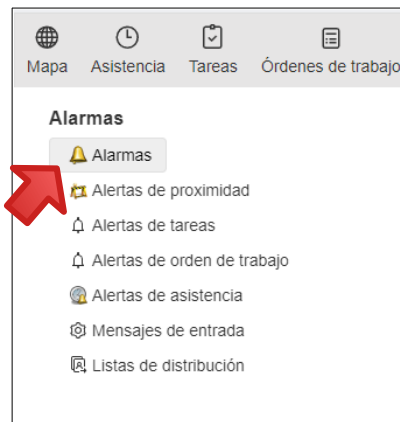 Mapa Asistencia Tareas Órdenes de trabajo
Alarmas
Alarmas
Alertas de proximidad
Alertas de tareas
Alertas de orden de trabajo
Alertas de asistencia
Mensajes de entrada
Listas de distribución